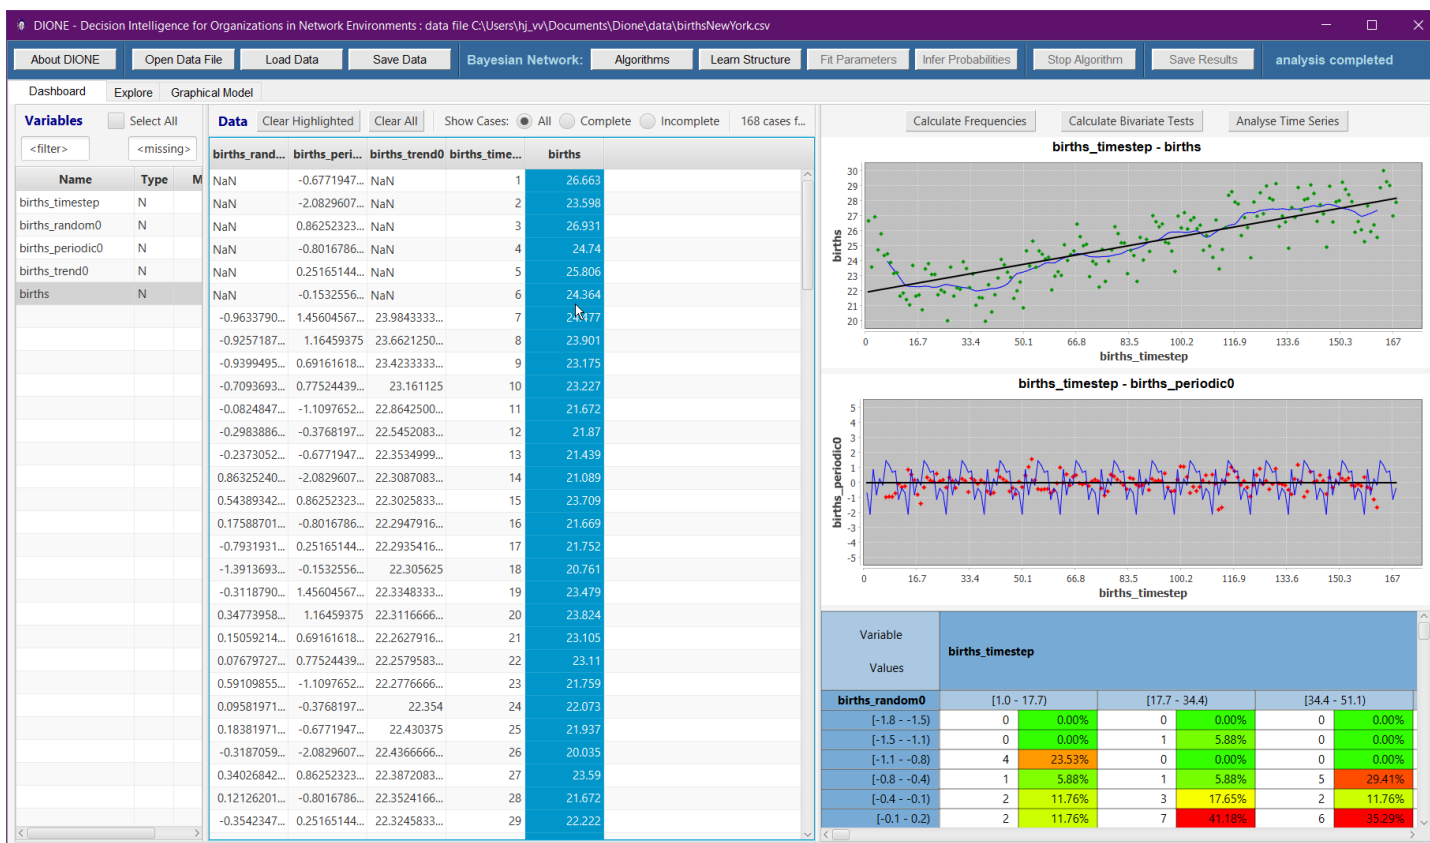 DIONE - Decision Intelligence for Organizations in Network Environments : data file C:\Users\hj_vv\Documents\Dione\data\birthsNewYork.csv
About DIONE Open Data File Load Data Save Data Bayesian Network: Algorithms Learn Structure Fit Parameters Infer Probabilities Stop Algorithm Save Results analysis completed
Dashboard Explore Graphical Model
Variables Select All
<filter> <missing>
Name Type M
births_timestep N
births_random0 N
births_periodic0 N
births_trend0 N
births N
Data Clear Highlighted Clear All Show Cases: All Complete Incomplete 168 cases f...
births_rand... births_peri... births_trend0 births_time... births
NaN -0.6771947... NaN 1 26.663
NaN -2.0829607... NaN 2 23.598
NaN 0.86252323... NaN 3 26.931
NaN -0.8016786... NaN 4 24.74
NaN 0.25165144... NaN 5 25.806
NaN -0.1532556... NaN 6 24.364
-0.9633790... 1.45604567... 23.9843333... 7 24.477
-0.9257187... 1.16459375 23.6621250... 8 23.901
-0.9399495... 0.69161618... 23.4233333... 9 23.175
-0.7093693... 0.77524439... 23.161125 10 23.227
-0.0824847... -1.1097652... 22.8642500... 11 21.672
-0.2983886... -0.3768197... 22.5452083... 12 21.87
-0.2373052... -0.6771947... 22.3534999... 13 21.439
0.86325240... -2.0829607... 22.3087083... 14 21.089
0.54389342... 0.86252323... 22.3025833... 15 23.709
0.17588701... -0.8016786... 22.2947916... 16 21.669
-0.7931931... 0.25165144... 22.2935416... 17 21.752
-1.3913693... -0.1532556... 22.305625 18 20.761
-0.3118790... 1.45604567... 22.3348333... 19 23.479
0.34773958... 1.16459375 22.3116666... 20 23.824
0.15059214... 0.69161618... 22.2627916... 21 23.105
0.07679727... 0.77524439... 22.2579583... 22 23.11
0.59109855... -1.1097652... 22.2776666... 23 21.759
0.09581971... -0.3768197... 22.354 24 22.073
0.18381971... -0.6771947... 22.430375 25 21.937
-0.3187059... -2.0829607... 22.4366666... 26 20.035
0.34026842... 0.86252323... 22.3872083... 27 23.59
0.12126201... -0.8016786... 22.3524166... 28 21.672
-0.3542347... 0.25165144... 22.3245833... 29 22.222
Calculate Frequencies Calculate Bivariate Tests Analyse Time Series
births_timestep - births
births
30
29
28
27
26
25
24
23
22
21
20
0 16.7 33.4 50.1 66.8 83.5 100.2 116.9 133.6 150.3 167
births_timestep
births_timestep - births_periodic0
births_periodic0
5
4
3
2
1
0
-1
-2
-3
-4
-5
0 16.7 33.4 50.1 66.8 83.5 100.2 116.9 133.6 150.3 167
births_timestep
Variable
Values
births_timestep
births_random0 [1.0 - 17.7) [17.7 - 34.4) [34.4 - 51.1)
[-1.8 - -1.5) 0 0.00% 0 0.00% 0 0.00%
[-1.5 - -1.1) 0 0.00% 1 5.88% 0 0.00%
[-1.1 - -0.8) 4 23.53% 0 0.00% 0 0.00%
[-0.8 - -0.4) 1 5.88% 1 5.88% 5 29.41%
[-0.4 - -0.1) 2 11.76% 3 17.65% 2 11.76%
[-0.1 - 0.2) 2 11.76% 7 41.18% 6 35.29%